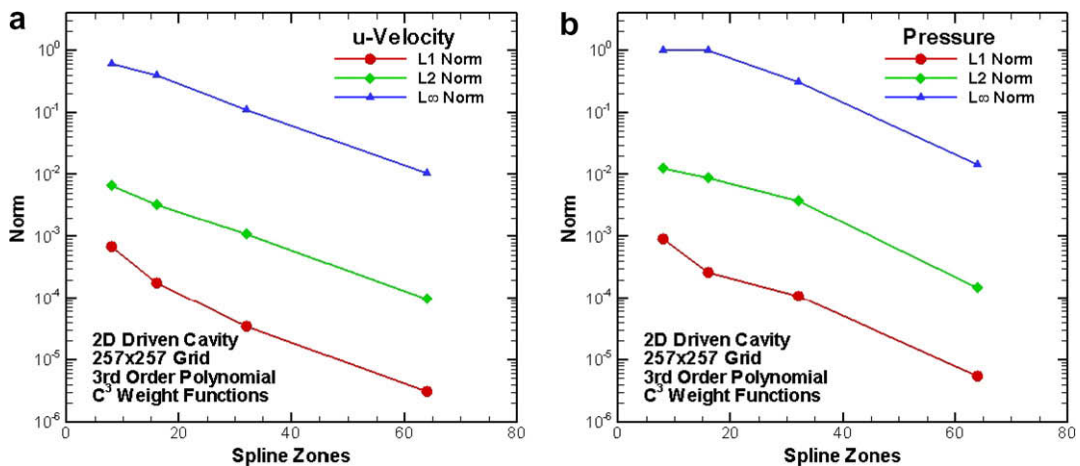 a
u-Velocity
L1 Norm
L2 Norm
L∞ Norm
10⁰
10⁻¹
10⁻²
10⁻³
10⁻⁴
10⁻⁵
10⁻⁶
Norm
2D Driven Cavity
257x257 Grid
3rd Order Polynomial
C³ Weight Functions
0 20 40 60 80
Spline Zones
b
Pressure
L1 Norm
L2 Norm
L∞ Norm
10⁰
10⁻¹
10⁻²
10⁻³
10⁻⁴
10⁻⁵
10⁻⁶
Norm
2D Driven Cavity
257x257 Grid
3rd Order Polynomial
C³ Weight Functions
0 20 40 60 80
Spline Zones